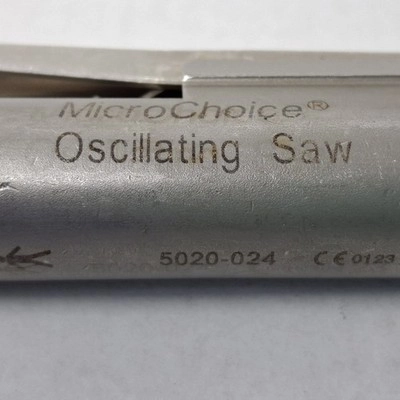 MicroChoice®
Oscillating Saw
5020-024 CE 0123